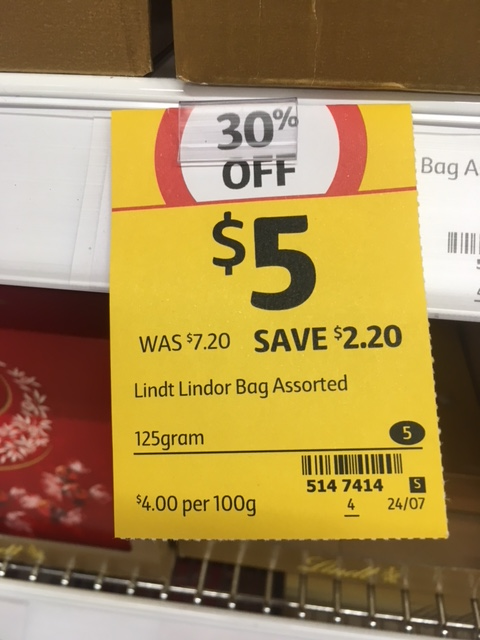 30% OFF
$5
WAS $7.20 SAVE $2.20
Lindt Lindor Bag Assorted
125gram
5
514 7414
S
$4.00 per 100g
4
24/07
Bag A
Lindt